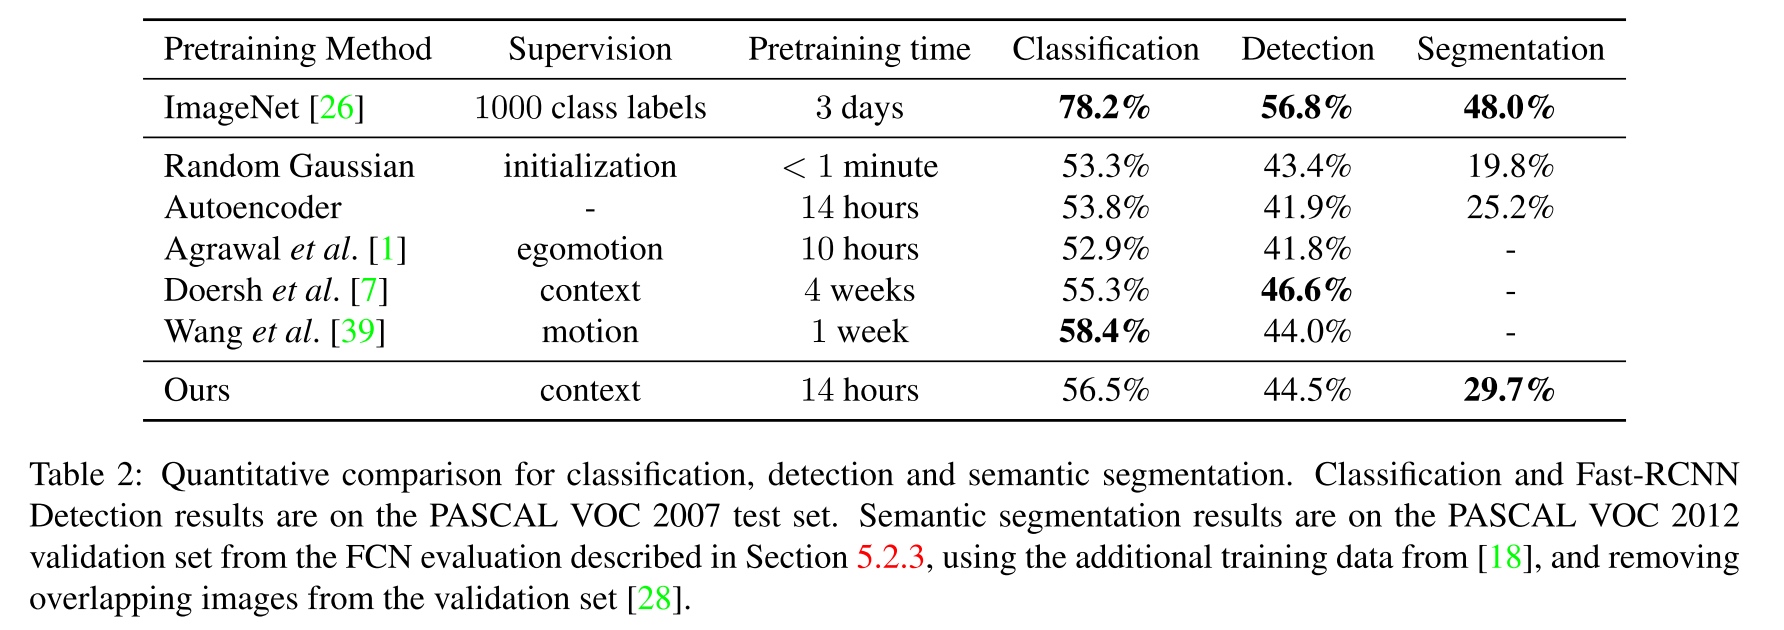 Pretraining Method Supervision Pretraining time Classification Detection Segmentation
ImageNet [26] 1000 class labels 3 days 78.2% 56.8% 48.0%
Random Gaussian initialization < 1 minute 53.3% 43.4% 19.8%
Autoencoder - 14 hours 53.8% 41.9% 25.2%
Agrawal et al. [1] egomotion 10 hours 52.9% 41.8% -
Doersh et al. [7] context 4 weeks 55.3% 46.6% -
Wang et al. [39] motion 1 week 58.4% 44.0% -
Ours context 14 hours 56.5% 44.5% 29.7%
Table 2: Quantitative comparison for classification, detection and semantic segmentation. Classification and Fast-RCNN
Detection results are on the PASCAL VOC 2007 test set. Semantic segmentation results are on the PASCAL VOC 2012
validation set from the FCN evaluation described in Section 5.2.3, using the additional training data from [18], and removing
overlapping images from the validation set [28].